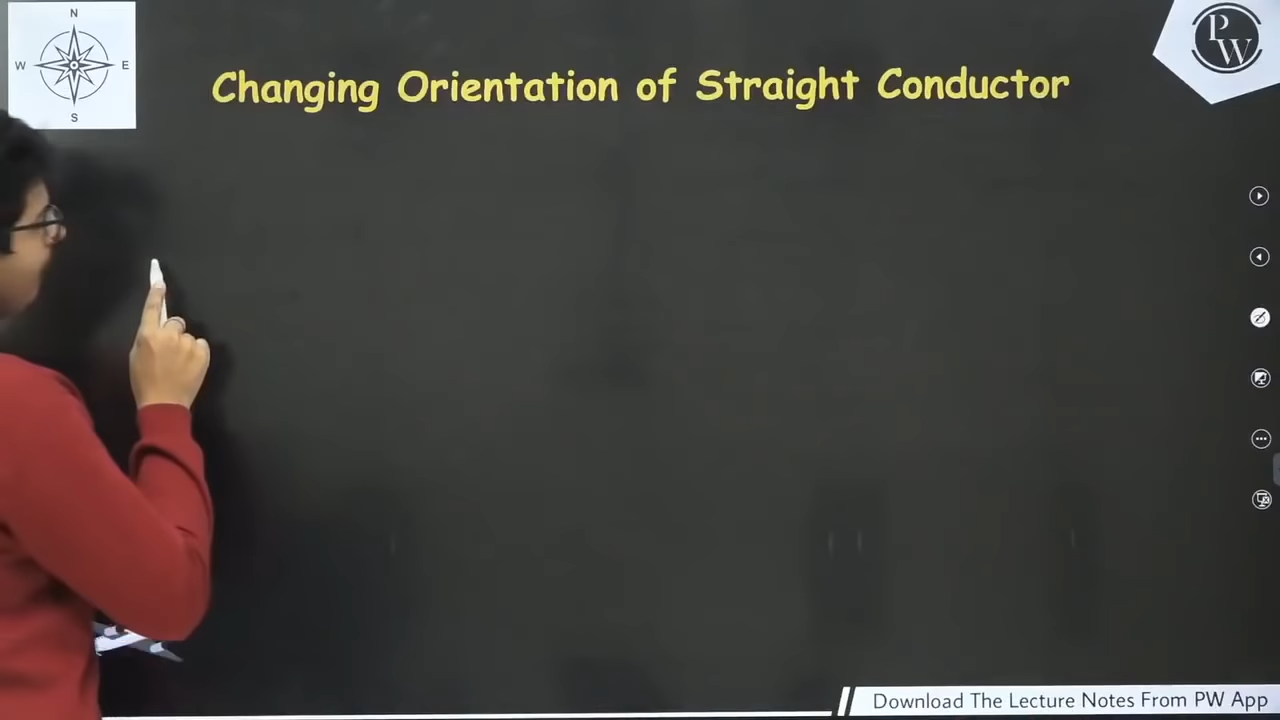 N
W E
S
Changing Orientation of Straight Conductor
PW
Download The Lecture Notes From PW App